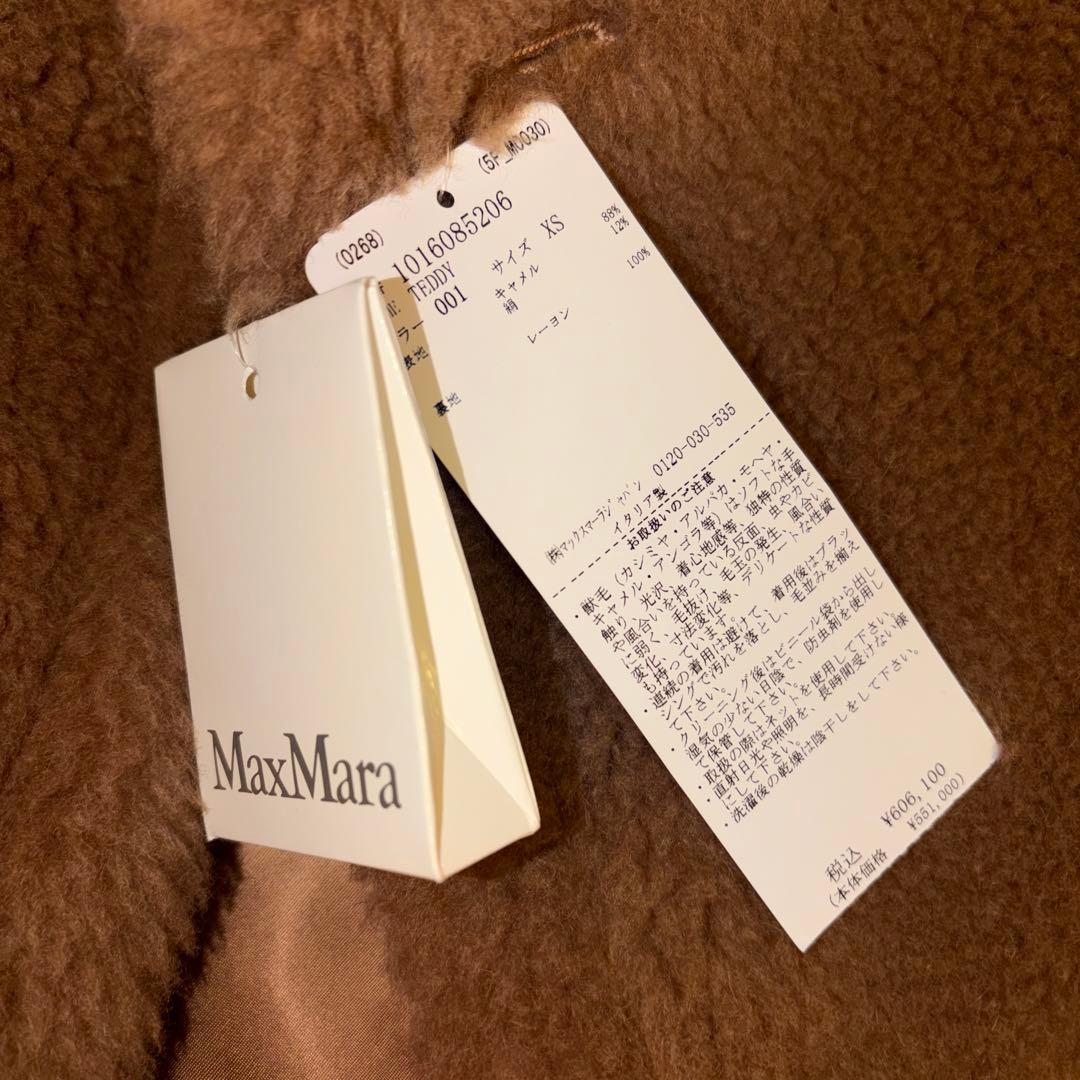 (0268) (5F_M0030)
1016085206
TEDDY
ラー 001 サイズ XS
表地 キャメル 88%
絹 12%
裏地 レーヨン 100%
㈱マックスマーラジャパン 0120-030-535
イタリア製
お取扱いのご注意
・獣毛(カシミヤ・アルパカ・モヘヤ・
キャメル・アンゴラ等)はソフトな手
触り、光沢、着心地感等、独特の性質
や風合いを持っている反面、虫やカビ
に弱く、毛抜け、毛玉の発生、風合い
変化、寸法変化等、デリケートな性質
も持っています。
・連続の着用は避けて、着用後はブラッ
シングで汚れを落とし、毛並みを揃え
て下さい。
・クリーニング後はビニール袋から出し
湿気の少ない日陰で、防虫剤を使用し
て保管して下さい。
・取扱の際はネットを使用して下さい。
・直射日光や照明を、長時間受けない様
にして下さい。
・洗濯後の乾燥は陰干しをして下さい。
税込 ¥606,100
(本体価格 ¥551,000)
MaxMara